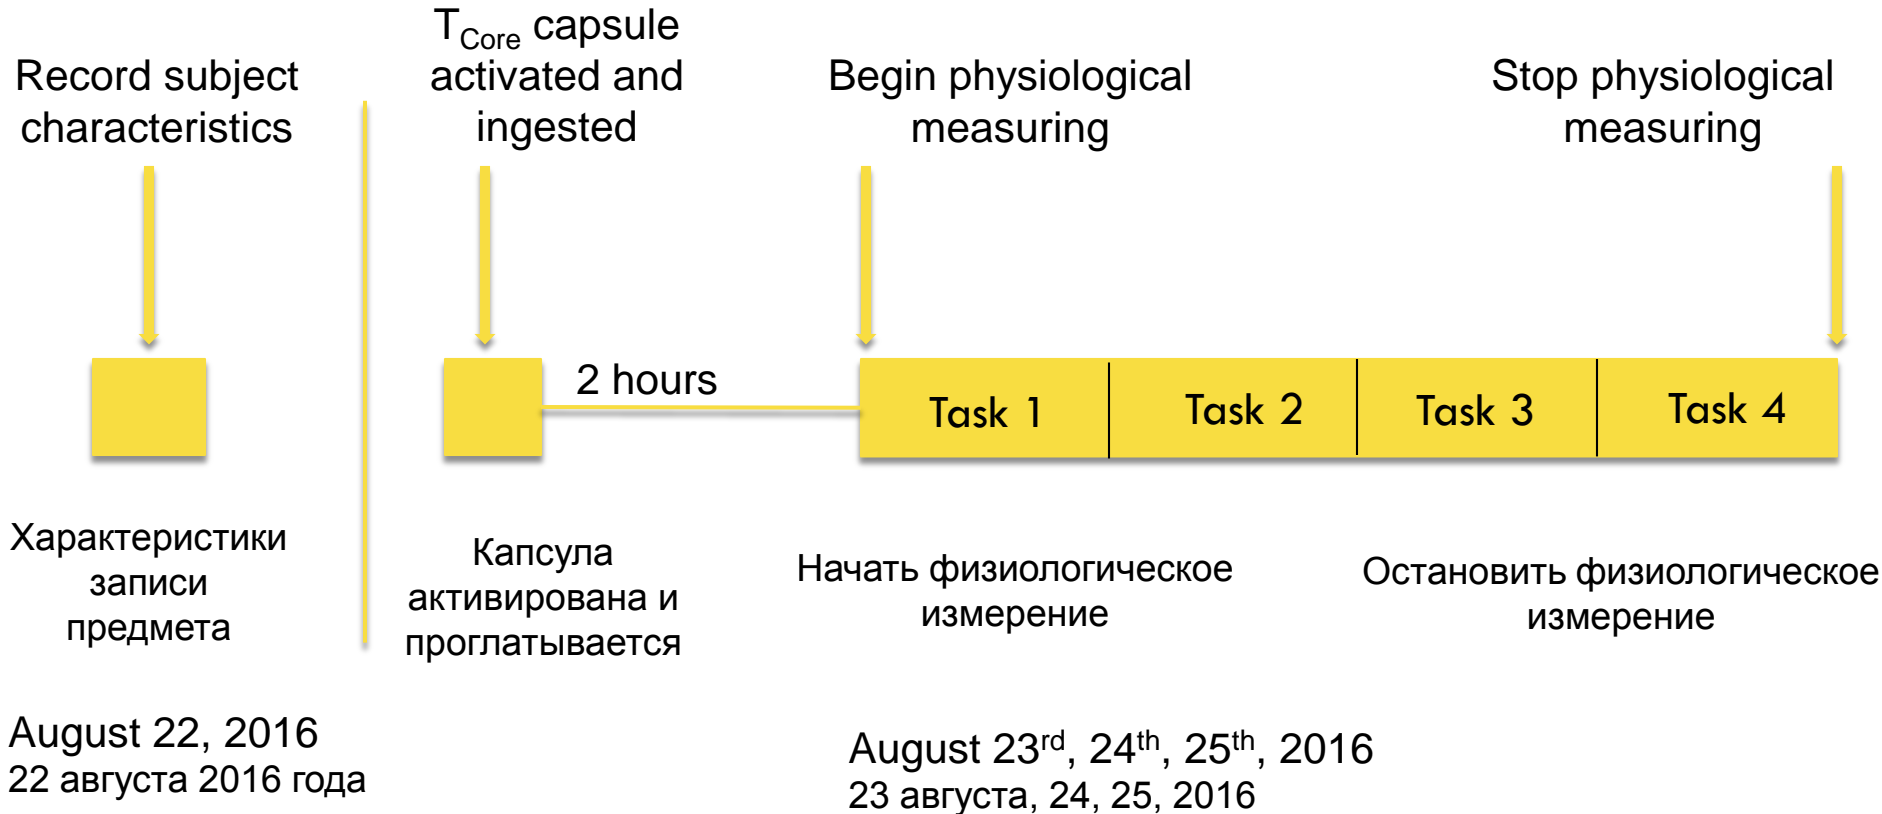 Record subject
characteristics
T_Core capsule
activated and
ingested
Begin physiological
measuring
Stop physiological
measuring
2 hours
Task 1
Task 2
Task 3
Task 4
Характеристики
записи
предмета
Капсула
активирована и
проглатывается
Начать физиологическое
измерение
Остановить физиологическое
измерение
August 22, 2016
22 августа 2016 года
August 23rd, 24th, 25th, 2016
23 августа, 24, 25, 2016